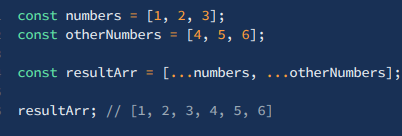 const numbers = [1, 2, 3];
const otherNumbers = [4, 5, 6];
const resultArr = [...numbers, ...otherNumbers];
resultArr; // [1, 2, 3, 4, 5, 6]